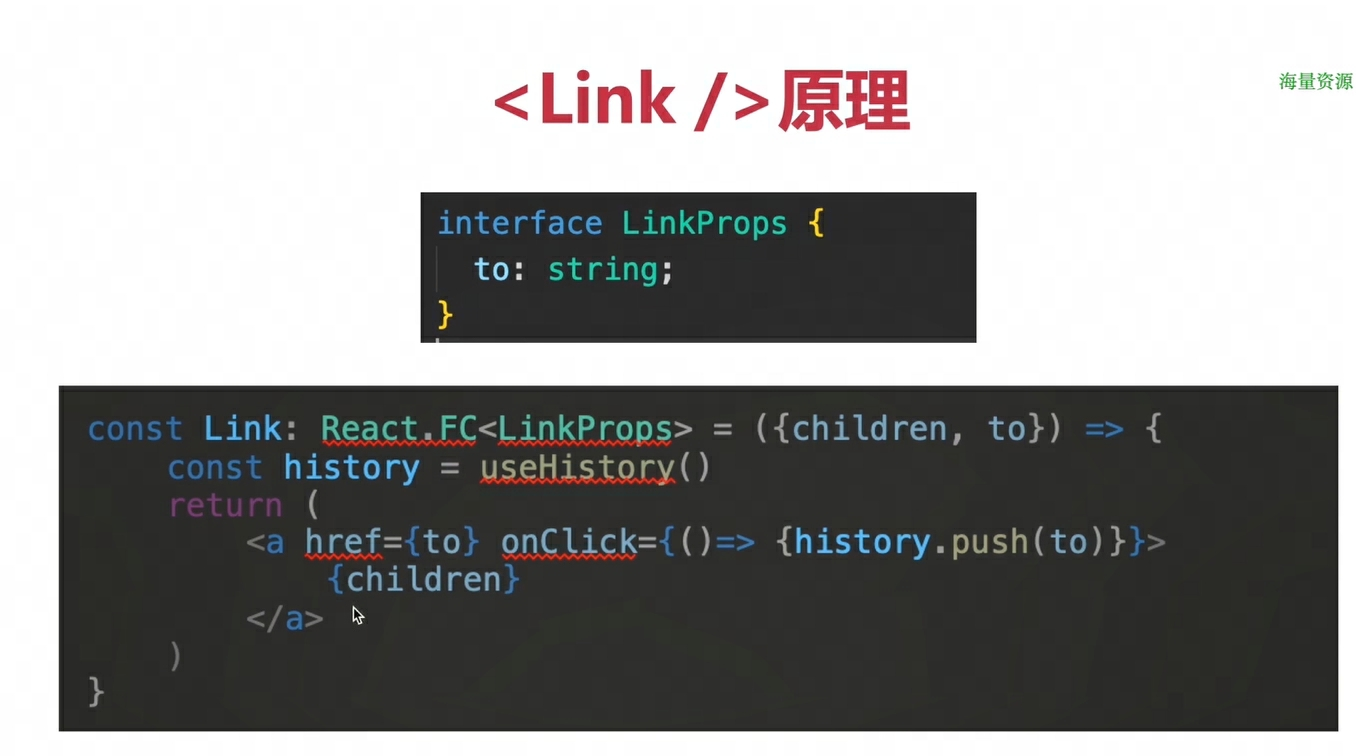 <Link />原理
海量资源
interface LinkProps {
  to: string;
}
const Link: React.FC<LinkProps> = ({children, to}) => {
    const history = useHistory()
    return (
        <a href={to} onClick={()=> {history.push(to)}}>
            {children}
        </a>
    )
}